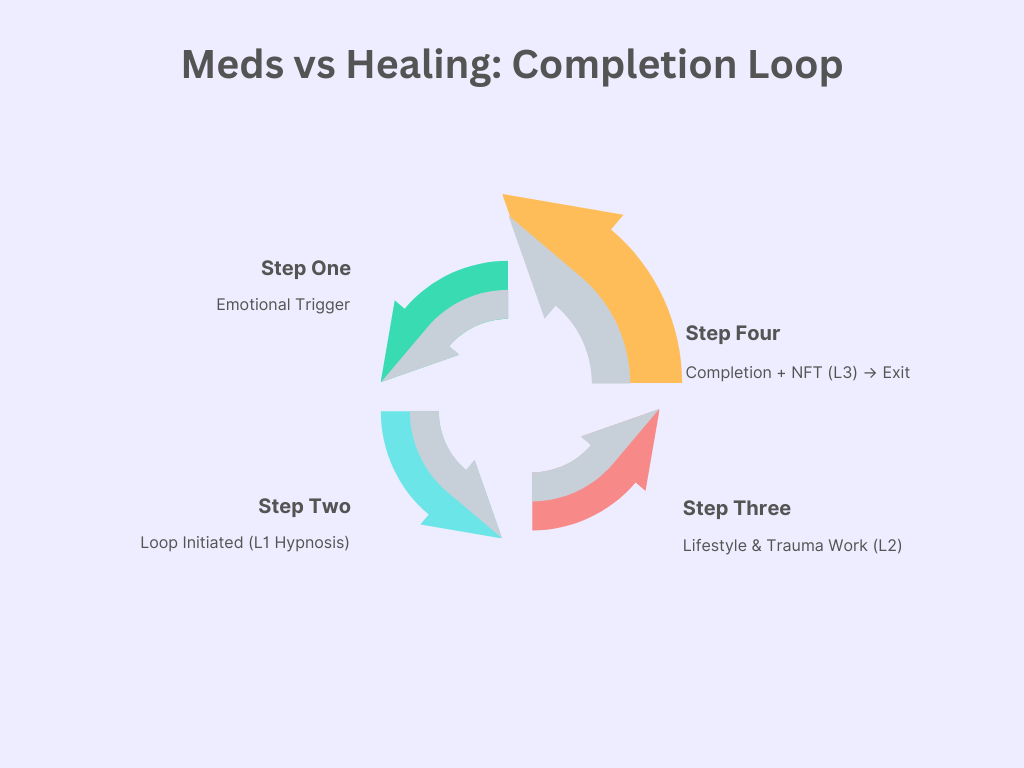 Meds vs Healing: Completion Loop
Step One
Emotional Trigger
Step Two
Loop Initiated (L1 Hypnosis)
Step Three
Lifestyle & Trauma Work (L2)
Step Four
Completion + NFT (L3) → Exit